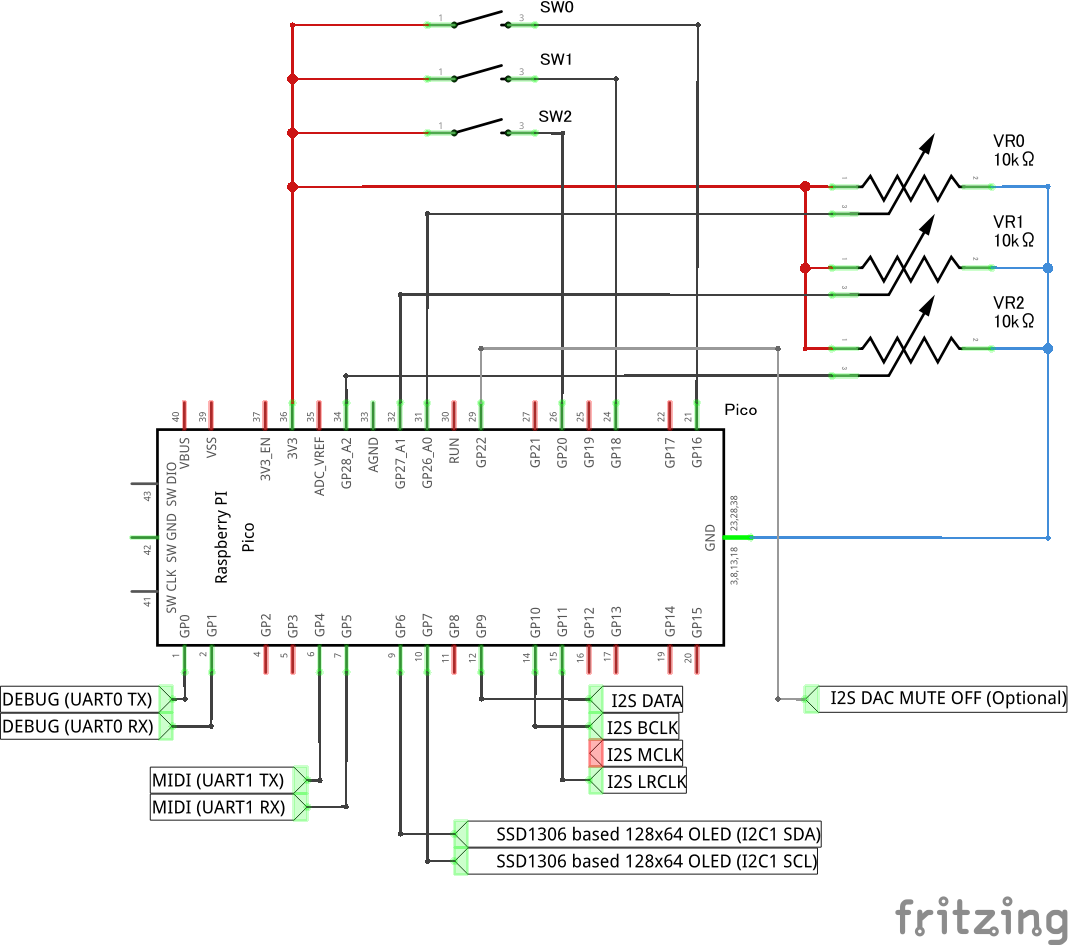 SW0
1 3
SW1
1 3
SW2
1 3
VR0
10kΩ
1 2
3
VR1
10kΩ
1 2
3
VR2
10kΩ
1 2
3
Pico
40 39 37 36 35 34 33 32 31 30 29 27 26 25 24 22 21
VBUS VSS 3V3_EN 3V3 ADC_VREF GP28_A2 AGND GP27_A1 GP26_A0 RUN GP22 GP21 GP20 GP19 GP18 GP17 GP16
43 SW DIO
42 SW GND
41 SW CLK
Raspberry PI
Pico
GND
23,28,38
3,8,13,18
GP0 GP1 GP2 GP3 GP4 GP5 GP6 GP7 GP8 GP9 GP10 GP11 GP12 GP13 GP14 GP15
1 2 4 5 6 7 9 10 11 12 14 15 16 17 19 20
DEBUG (UART0 TX)
DEBUG (UART0 RX)
MIDI (UART1 TX)
MIDI (UART1 RX)
I2S DATA
I2S BCLK
I2S MCLK
I2S LRCLK
I2S DAC MUTE OFF (Optional)
SSD1306 based 128x64 OLED (I2C1 SDA)
SSD1306 based 128x64 OLED (I2C1 SCL)
fritzing